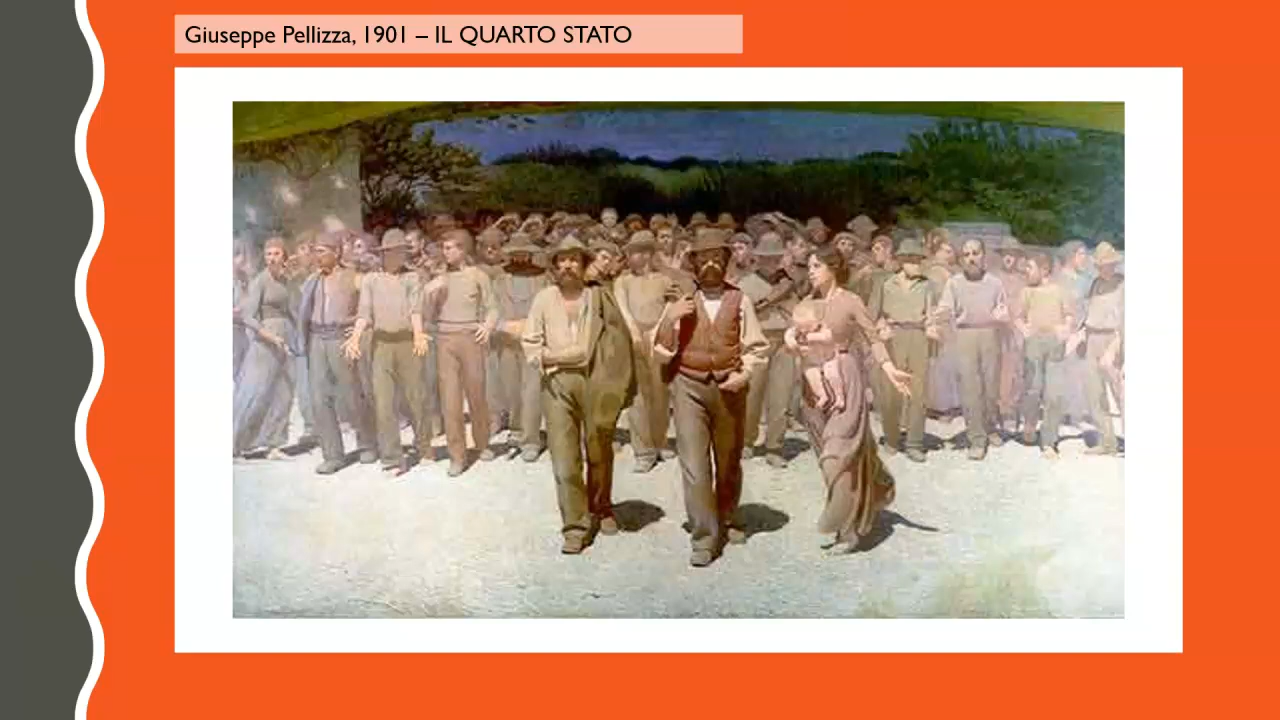 Giuseppe Pellizza, 1901 – IL QUARTO STATO